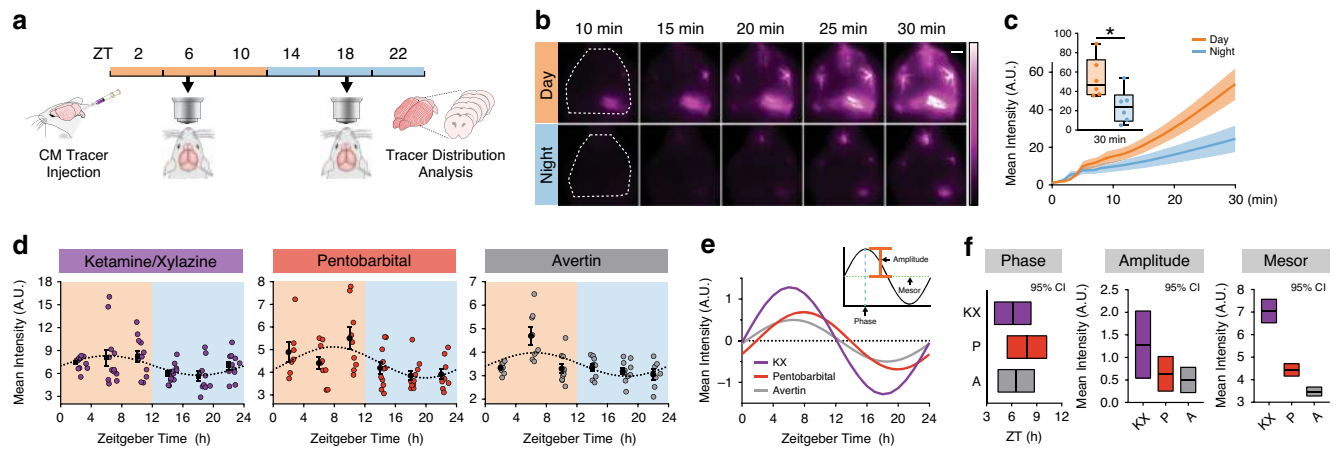 a
ZT 2 6 10 14 18 22
CM Tracer
Injection
Tracer Distribution
Analysis
b
10 min 15 min 20 min 25 min 30 min
Day
Night
c
Mean Intensity (A.U.)
80
60
40
20
0
0 10 20 30 (min)
100
80
60
40
20
0
*
30 min
Day
Night
d
Ketamine/Xylazine
Mean Intensity (A.U.)
18
15
12
9
6
3
0 4 8 12 16 20 24
Zeitgeber Time (h)
Pentobarbital
8
7
6
5
4
3
2
0 4 8 12 16 20 24
Zeitgeber Time (h)
Avertin
7
6
5
4
3
2
0 4 8 12 16 20 24
Zeitgeber Time (h)
e
Mean Intensity (A.U.)
1
0
−1
KX
Pentobarbital
Avertin
0 4 8 12 16 20 24
Zeitgeber Time (h)
Amplitude
Mesor
Phase
f
Phase
95% CI
KX
P
A
3 6 9 12
ZT (h)
Amplitude
95% CI
Mean Intensity (A.U.)
2.5
2.0
1.5
1.0
0.5
0.0
KX P A
Mesor
95% CI
Mean Intensity (A.U.)
8
7
6
5
4
3
KX P A